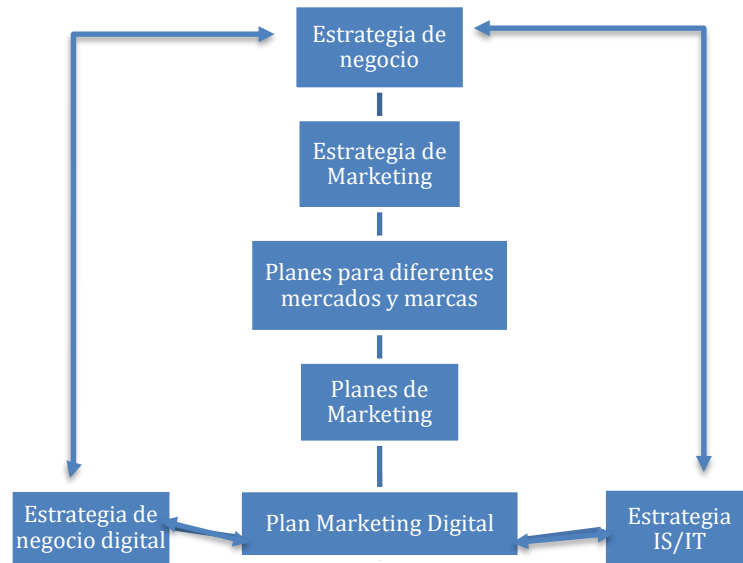 Estrategia de
negocio
Estrategia de
Marketing
Planes para diferentes
mercados y marcas
Planes de
Marketing
Estrategia de
negocio digital
Plan Marketing Digital
Estrategia
IS/IT